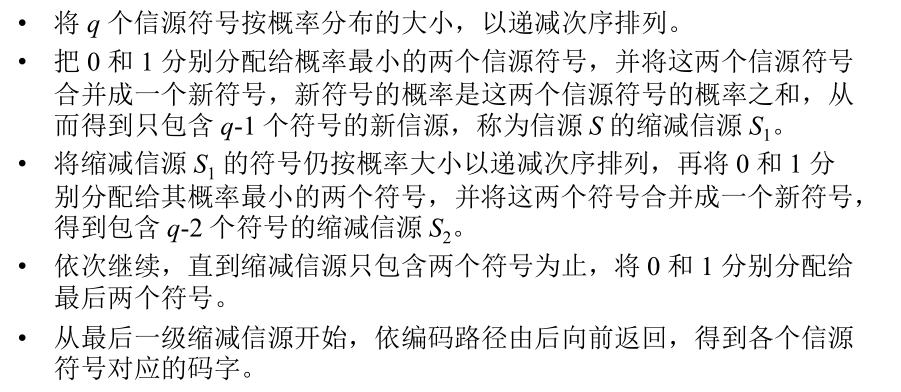 • 将 q 个信源符号按概率分布的大小，以递减次序排列。
• 把 0 和 1 分别分配给概率最小的两个信源符号，并将这两个信源符号
合并成一个新符号，新符号的概率是这两个信源符号的概率之和，从
而得到只包含 q-1 个符号的新信源，称为信源 S 的缩减信源 S₁。
• 将缩减信源 S₁ 的符号仍按概率大小以递减次序排列，再将 0 和 1 分
别分配给其概率最小的两个符号，并将这两个符号合并成一个新符号，
得到包含 q-2 个符号的缩减信源 S₂。
• 依次继续，直到缩减信源只包含两个符号为止，将 0 和 1 分别分配给
最后两个符号。
• 从最后一级缩减信源开始，依编码路径由后向前返回，得到各个信源
符号对应的码字。